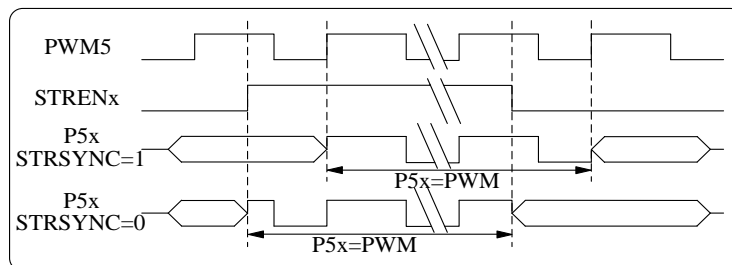 PWM5
STRENx
P5x
STRSYNC=1
P5x=PWM
P5x
STRSYNC=0
P5x=PWM